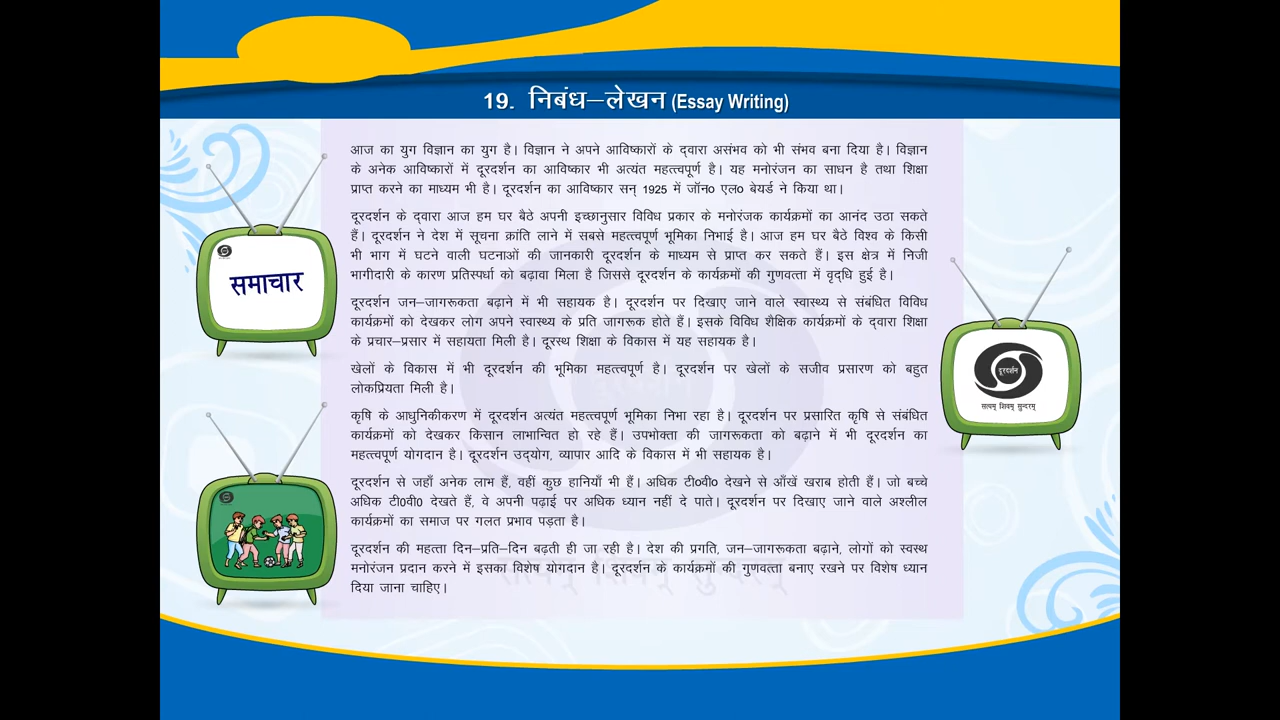 19. निबंध–लेखन (Essay Writing)
आज का युग विज्ञान का युग है। विज्ञान ने अपने आविष्कारों के द्‌वारा असंभव को भी संभव बना दिया है। विज्ञान
के अनेक आविष्कारों में दूरदर्शन का आविष्कार भी अत्यंत महत्त्वपूर्ण है। यह मनोरंजन का साधन है तथा शिक्षा
प्राप्त करने का माध्यम भी है। दूरदर्शन का आविष्कार सन् 1925 में जॉन० एल० बेयर्ड ने किया था।
दूरदर्शन के द्‌वारा आज हम घर बैठे अपनी इच्छानुसार विविध प्रकार के मनोरंजक कार्यक्रमों का आनंद उठा सकते
हैं। दूरदर्शन ने देश में सूचना क्रांति लाने में सबसे महत्त्वपूर्ण भूमिका निभाई है। आज हम घर बैठे विश्व के किसी
भी भाग में घटने वाली घटनाओं की जानकारी दूरदर्शन के माध्यम से प्राप्त कर सकते हैं। इस क्षेत्र में निजी
भागीदारी के कारण प्रतिस्पर्धा को बढ़ावा मिला है जिससे दूरदर्शन के कार्यक्रमों की गुणवत्ता में वृद्‌धि हुई है।
दूरदर्शन जन–जागरूकता बढ़ाने में भी सहायक है। दूरदर्शन पर दिखाए जाने वाले स्वास्थ्य से संबंधित विविध
कार्यक्रमों को देखकर लोग अपने स्वास्थ्य के प्रति जागरूक होते हैं। इसके विविध शैक्षिक कार्यक्रमों के द्‌वारा शिक्षा
के प्रचार–प्रसार में सहायता मिली है। दूरस्थ शिक्षा के विकास में यह सहायक है।
खेलों के विकास में भी दूरदर्शन की भूमिका महत्त्वपूर्ण है। दूरदर्शन पर खेलों के सजीव प्रसारण को बहुत
लोकप्रियता मिली है।
कृषि के आधुनिकीकरण में दूरदर्शन अत्यंत महत्त्वपूर्ण भूमिका निभा रहा है। दूरदर्शन पर प्रसारित कृषि से संबंधित
कार्यक्रमों को देखकर किसान लाभान्वित हो रहे हैं। उपभोक्ता की जागरूकता को बढ़ाने में भी दूरदर्शन का
महत्त्वपूर्ण योगदान है। दूरदर्शन उद्‌योग, व्यापार आदि के विकास में भी सहायक है।
दूरदर्शन से जहाँ अनेक लाभ हैं, वहीं कुछ हानियाँ भी हैं। अधिक टी०वी० देखने से आँखें खराब होती हैं। जो बच्चे
अधिक टी०वी० देखते हैं, वे अपनी पढ़ाई पर अधिक ध्यान नहीं दे पाते। दूरदर्शन पर दिखाए जाने वाले अश्लील
कार्यक्रमों का समाज पर गलत प्रभाव पड़ता है।
दूरदर्शन की महत्ता दिन–प्रति–दिन बढ़ती ही जा रही है। देश की प्रगति, जन–जागरूकता बढ़ाने, लोगों को स्वस्थ
मनोरंजन प्रदान करने में इसका विशेष योगदान है। दूरदर्शन के कार्यक्रमों की गुणवत्ता बनाए रखने पर विशेष ध्यान
दिया जाना चाहिए।
समाचार
दूरदर्शन
सत्यम् शिवम् सुन्दरम्